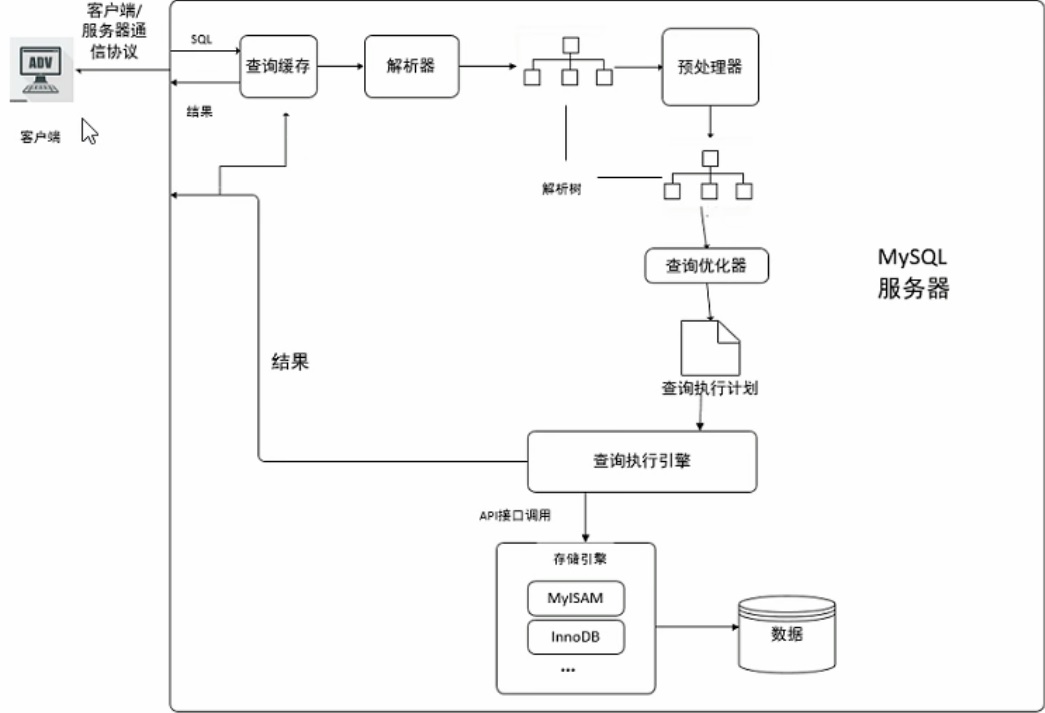 客户端/
服务器通
信协议
ADV
客户端
SQL
结果
查询缓存
解析器
预处理器
解析树
查询优化器
MySQL
服务器
查询执行计划
结果
查询执行引擎
API接口调用
存储引擎
MyISAM
InnoDB
...
数据